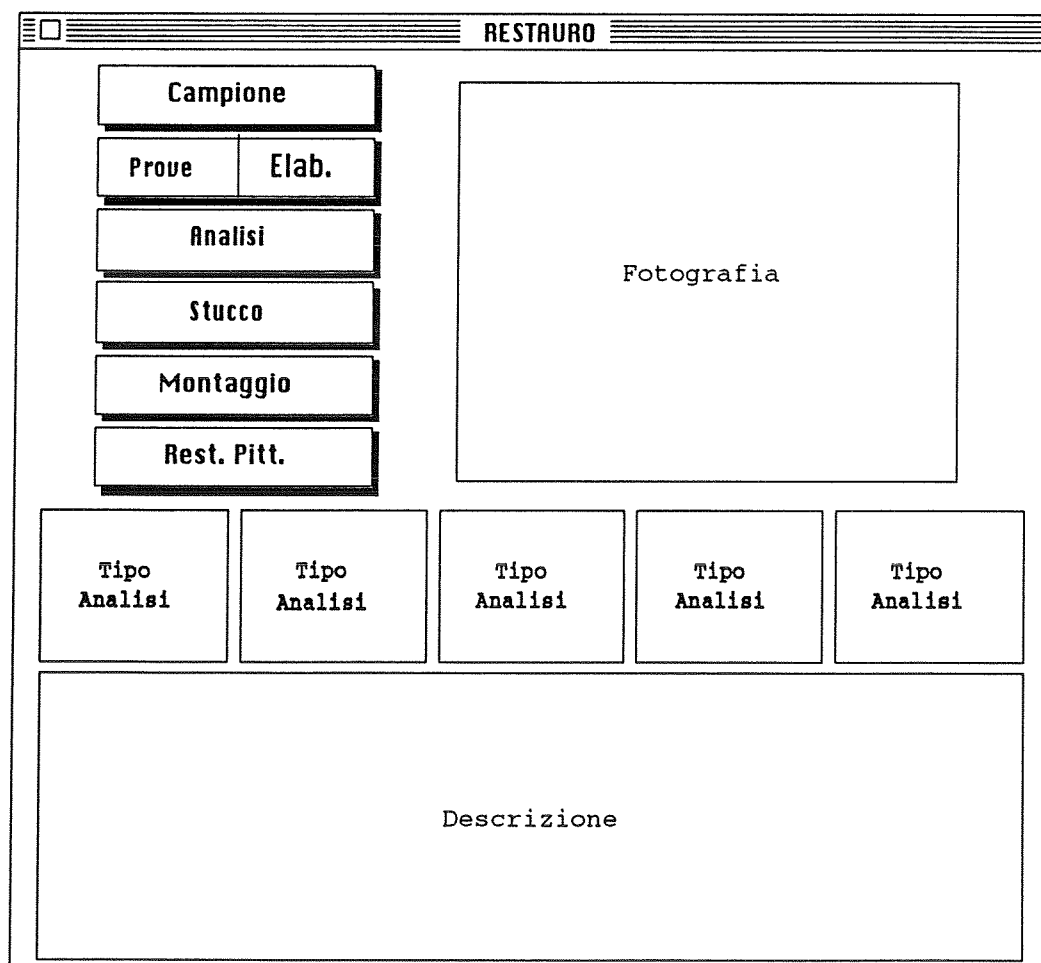 RESTAURO
Campione
Prove Elab.
Analisi
Stucco
Montaggio
Rest. Pitt.
Fotografia
Tipo
Analisi
Tipo
Analisi
Tipo
Analisi
Tipo
Analisi
Tipo
Analisi
Descrizione